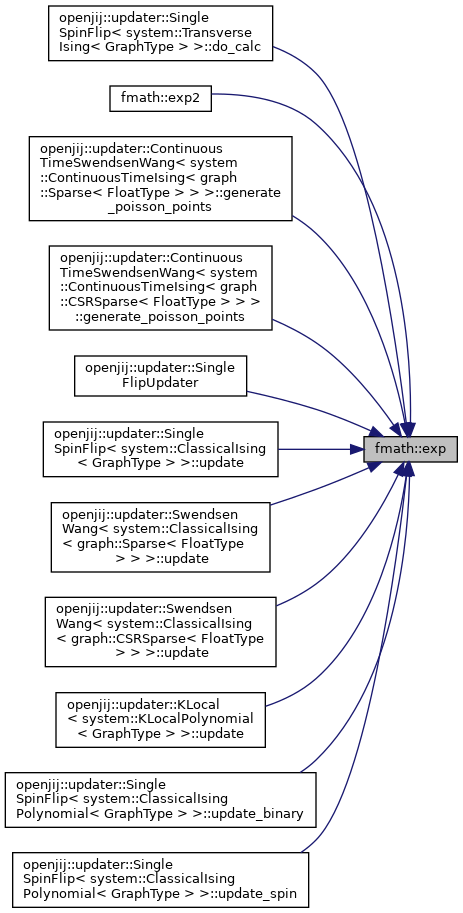 openjij::updater::Single
SpinFlip< system::Transverse
Ising< GraphType > >::do_calc
fmath::exp2
openjij::updater::Continuous
TimeSwendsenWang< system
::ContinuousTimeIsing< graph
::Sparse< FloatType > > >::generate
_poisson_points
openjij::updater::Continuous
TimeSwendsenWang< system
::ContinuousTimeIsing< graph
::CSRSparse< FloatType > > >
::generate_poisson_points
openjij::updater::Single
FlipUpdater
openjij::updater::Single
SpinFlip< system::ClassicalIsing
< GraphType > >::update
fmath::exp
openjij::updater::Swendsen
Wang< system::ClassicalIsing
< graph::Sparse< FloatType
> > >::update
openjij::updater::Swendsen
Wang< system::ClassicalIsing
< graph::CSRSparse< FloatType
> > >::update
openjij::updater::KLocal
< system::KLocalPolynomial
< GraphType > >::update
openjij::updater::Single
SpinFlip< system::ClassicalIsing
Polynomial< GraphType > >::update_binary
openjij::updater::Single
SpinFlip< system::ClassicalIsing
Polynomial< GraphType > >::update_spin